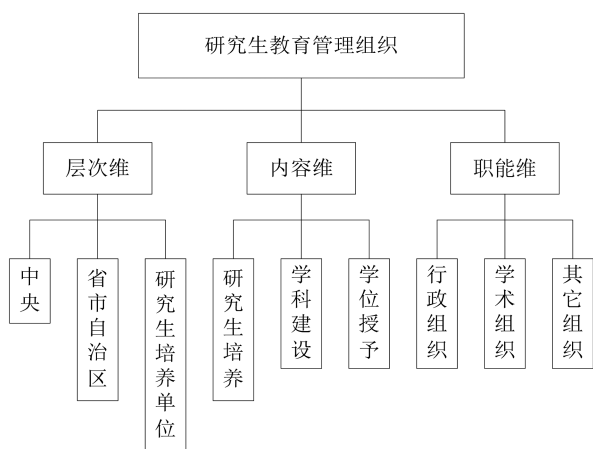 研究生教育管理组织
层次维
内容维
职能维
中央
省市自治区
研究生培养单位
研究生培养
学科建设
学位授予
行政组织
学术组织
其它组织